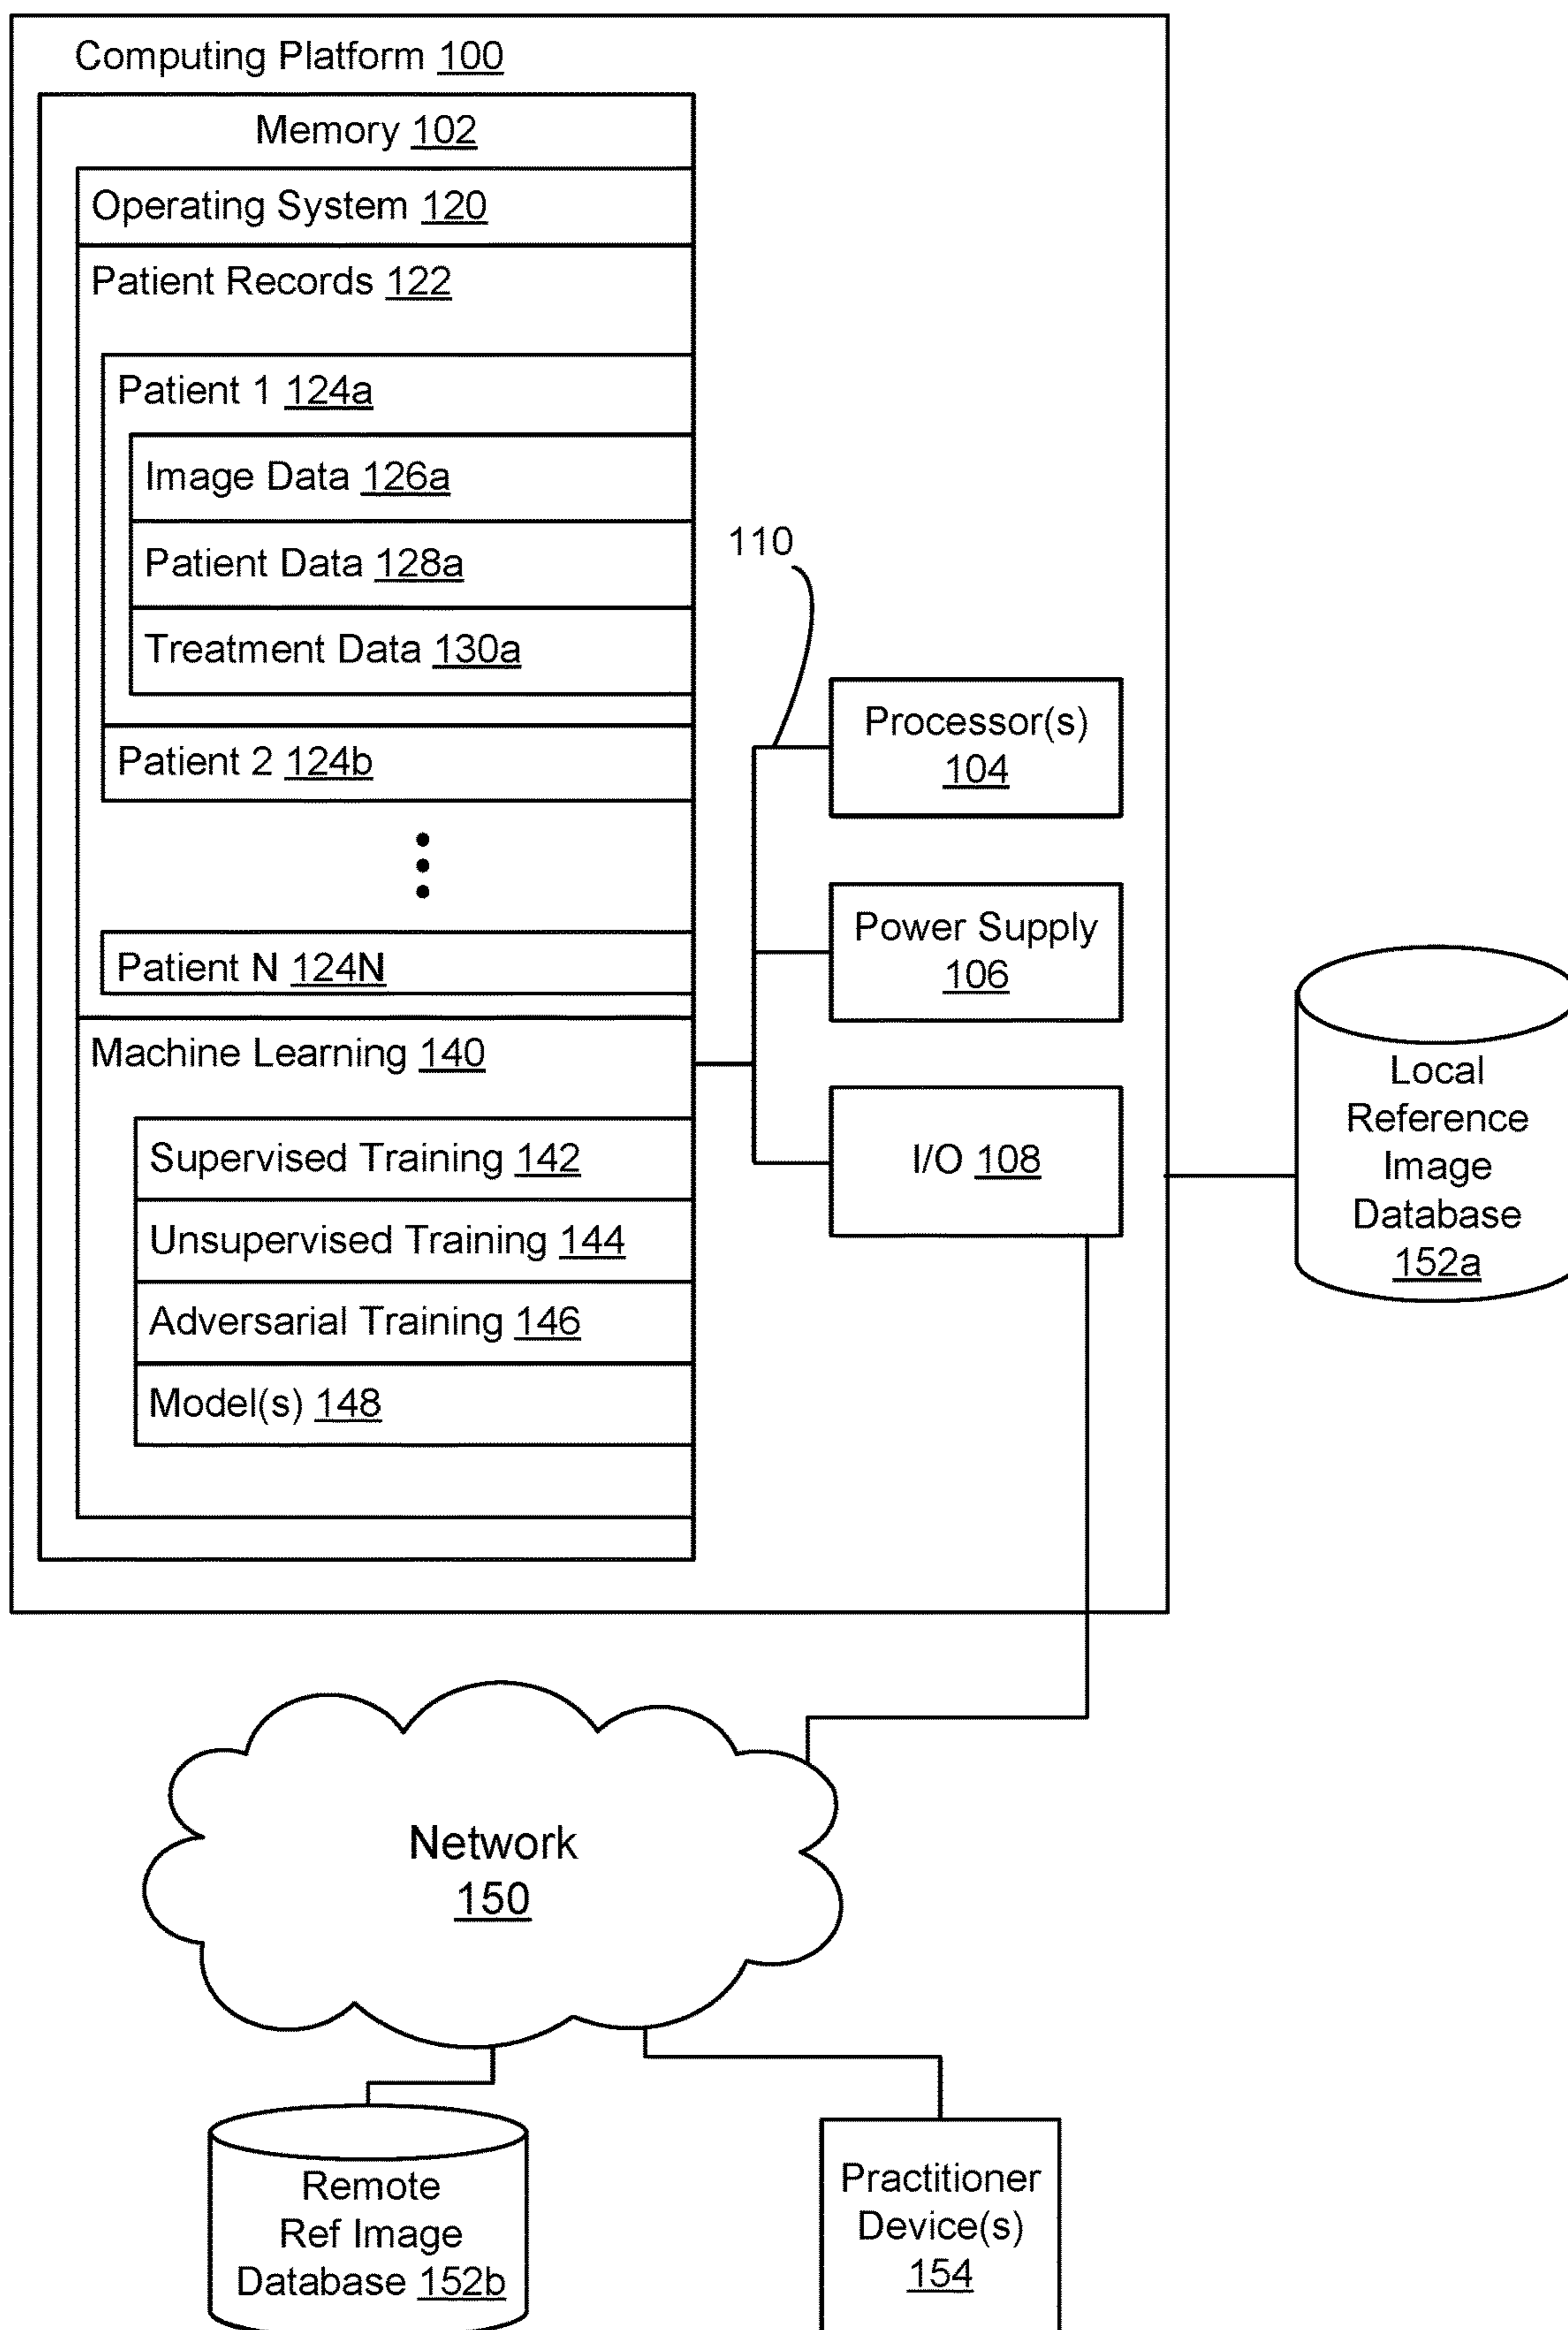 Computing Platform 100
Memory 102
Operating System 120
Patient Records 122
Patient 1 124a
Image Data 126a
Patient Data 128a
Treatment Data 130a
Patient 2 124b
Patient N 124N
Machine Learning 140
Supervised Training 142
Unsupervised Training 144
Adversarial Training 146
Model(s) 148
110
Processor(s)
104
Power Supply
106
I/O 108
Local
Reference
Image
Database
152a
Network
150
Remote
Ref Image
Database 152b
Practitioner
Device(s)
154